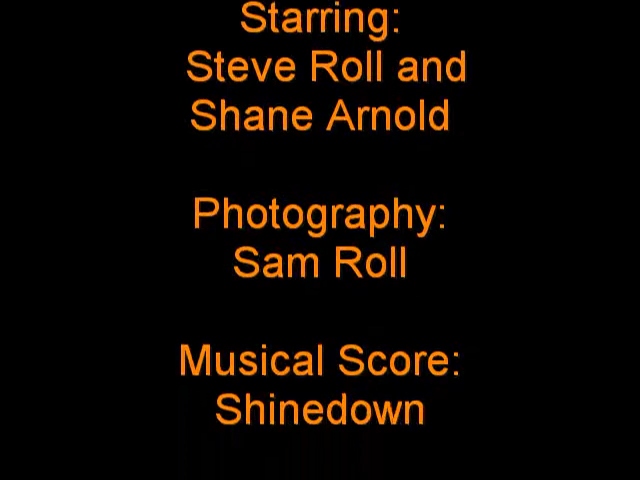 Starring:
Steve Roll and
Shane Arnold
Photography:
Sam Roll
Musical Score:
Shinedown